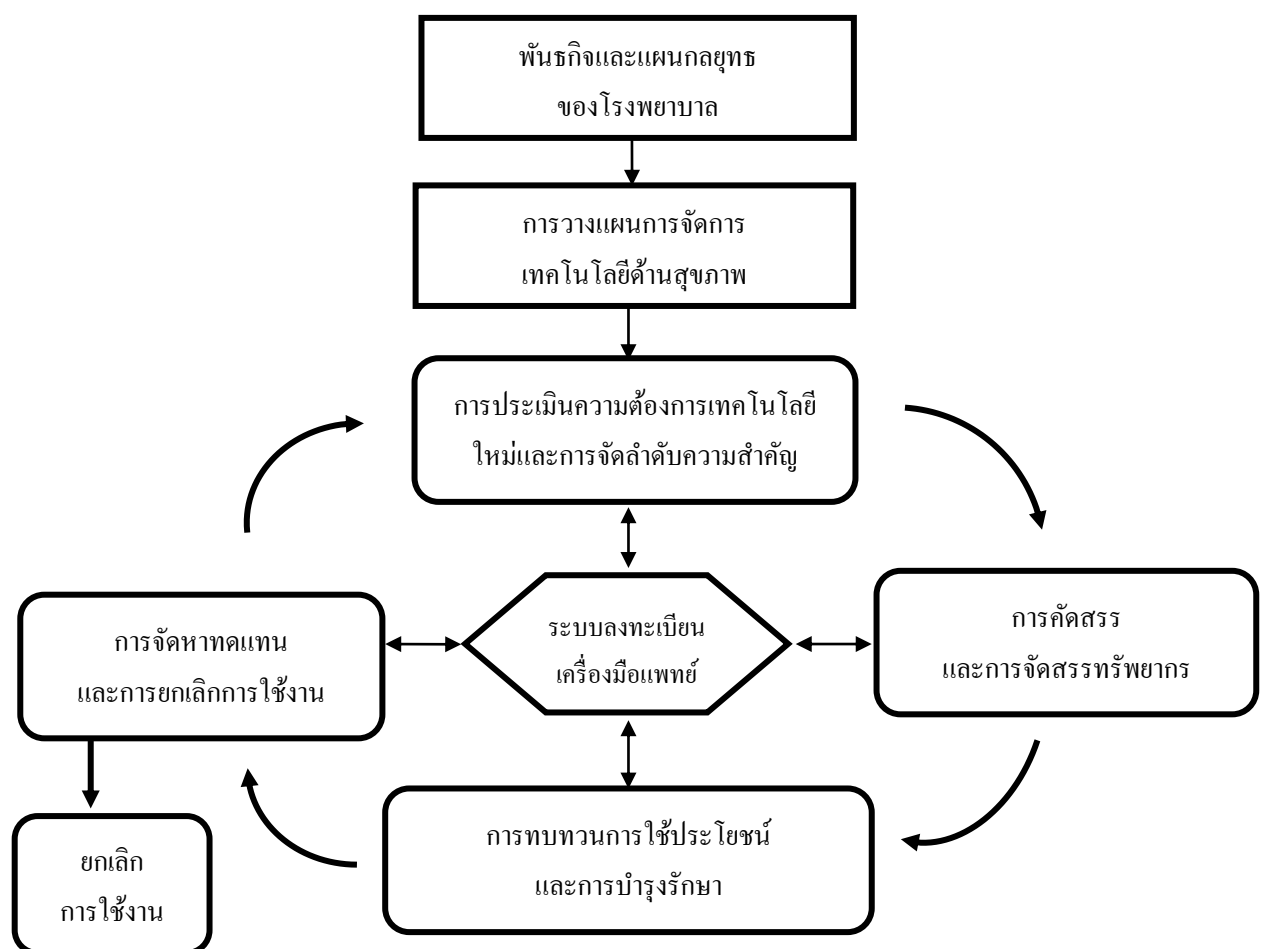 พันธกิจและแผนกลยุทธ
ของโรงพยาบาล
การวางแผนการจัดการ
เทคโนโลยีด้านสุขภาพ
การประเมินความต้องการเทคโนโลยี
ใหม่และการจัดลำดับความสำคัญ
การจัดหาทดแทน
และการยกเลิกการใช้งาน
ระบบลงทะเบียน
เครื่องมือแพทย์
การคัดสรร
และการจัดสรรทรัพยากร
การทบทวนการใช้ประโยชน์
และการบำรุงรักษา
ยกเลิก
การใช้งาน